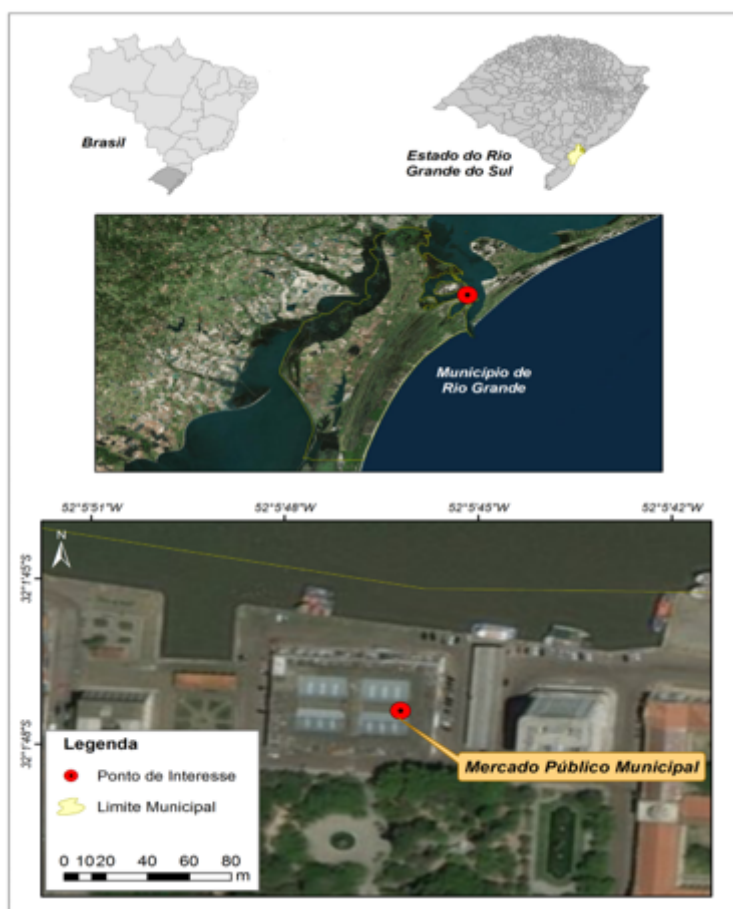 Brasil
Estado do Rio
Grande do Sul
Município de
Rio Grande
52°5'51"W 52°5'48"W 52°5'45"W 52°5'42"W
N
32°1'45"S
32°1'48"S
Mercado Público Municipal
Legenda
Ponto de Interesse
Limite Municipal
0 10 20 40 60 80
m